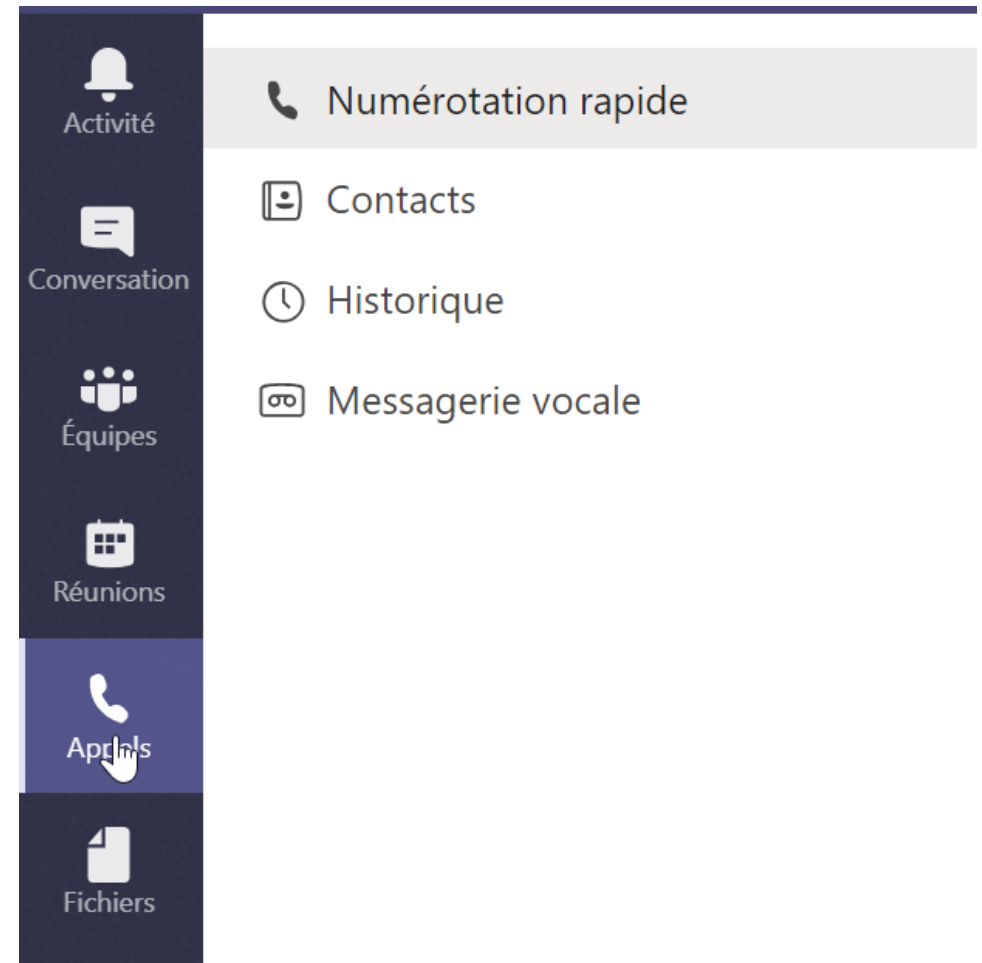 Activité
Conversation
Équipes
Réunions
Appels
Fichiers
Numérotation rapide
Contacts
Historique
Messagerie vocale